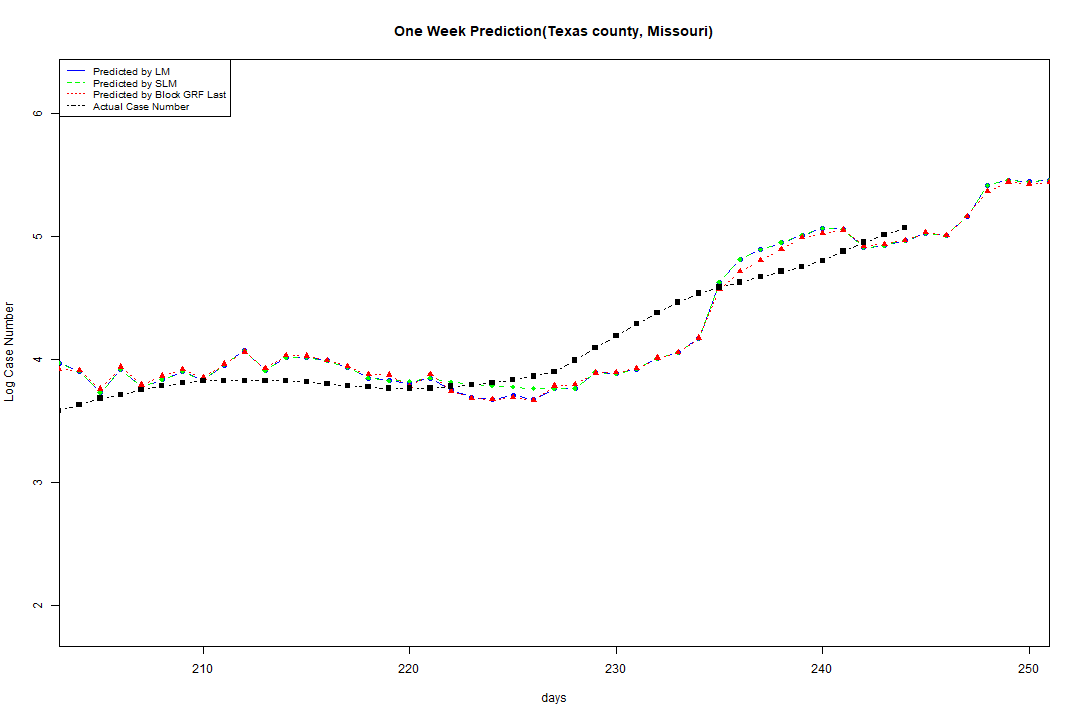 One Week Prediction(Texas county, Missouri)
Predicted by LM
Predicted by SLM
Predicted by Block GRF Last
Actual Case Number
6
5
4
3
2
Log Case Number
210 220 230 240 250
days